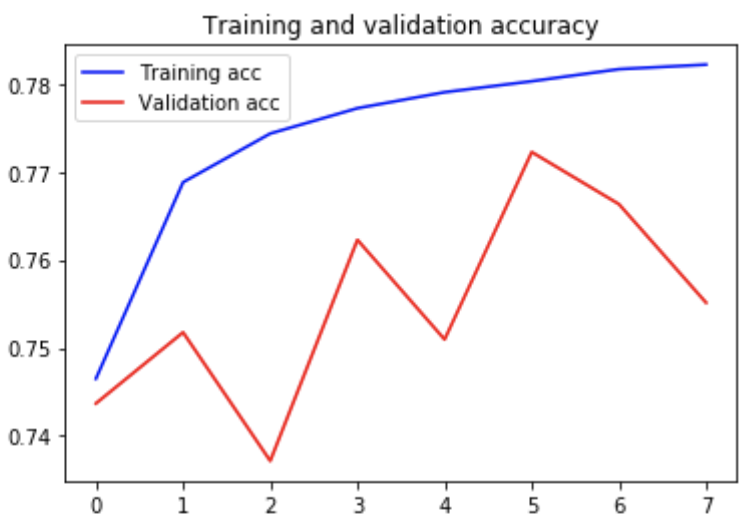 Training and validation accuracy
Training acc
Validation acc
0.78
0.77
0.76
0.75
0.74
0 1 2 3 4 5 6 7